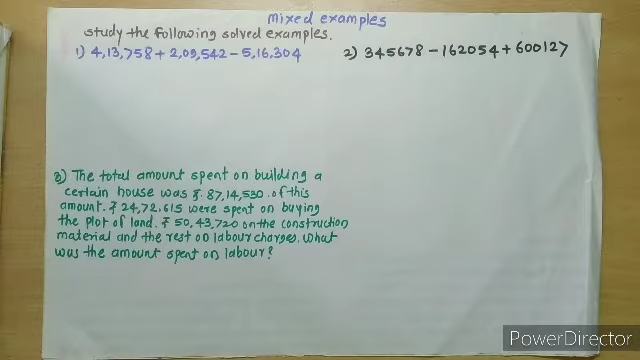 Mixed examples
study the following solved examples.
1) 4,13,758 + 2,09,542 - 5,16,304
2) 345678 - 162054 + 600127
3) The total amount spent on building a
certain house was ₹. 87,14,530. of this
amount. ₹ 24,72.615 were spent on buying
the plot of land. ₹ 50,43,720 on the construction
material and the rest on labour charges. What
was the amount spent on labour?
PowerDirector